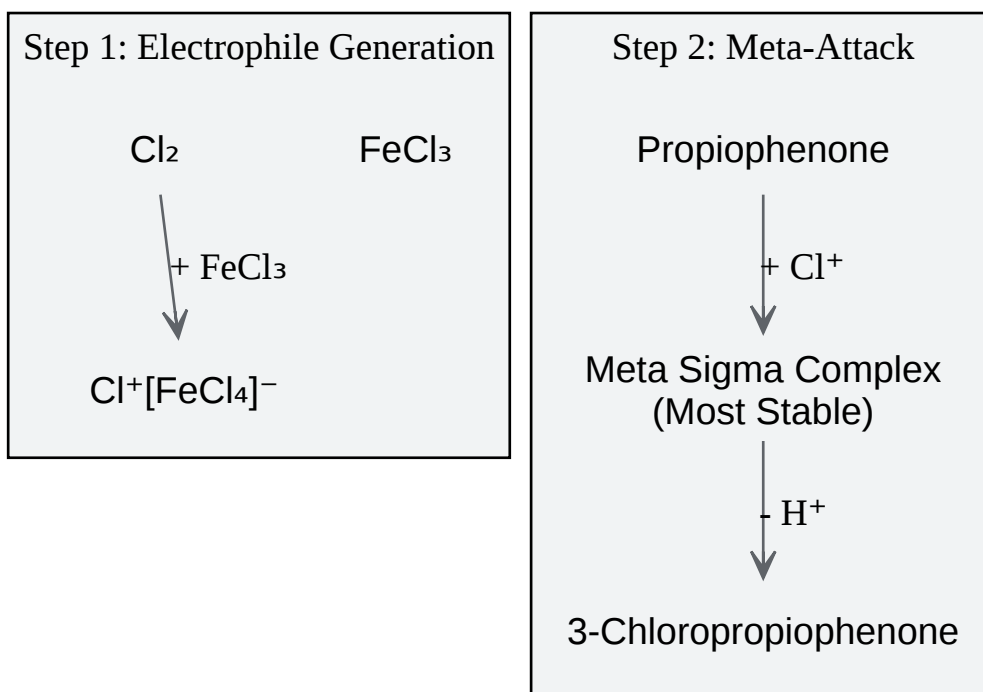 Step 1: Electrophile Generation
Cl₂
FeCl₃
+ FeCl₃
Cl⁺[FeCl₄]⁻
Step 2: Meta-Attack
Propiophenone
+ Cl⁺
Meta Sigma Complex
(Most Stable)
- H⁺
3-Chloropropiophenone